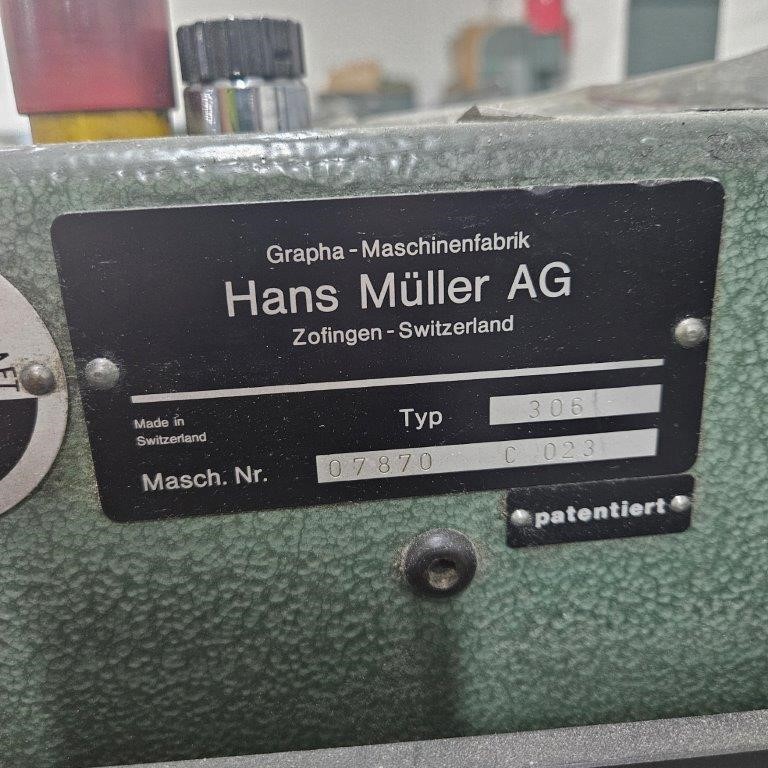 Grapha - Maschinenfabrik
Hans Müller AG
Zofingen - Switzerland
Made in
Switzerland
Typ 306
Masch. Nr. 07870 C 023
patentiert